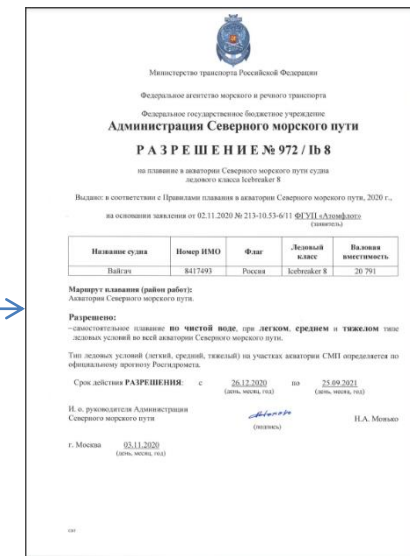 Министерство транспорта Российской Федерации
Федеральное агентство морского и речного транспорта
Федеральное государственное бюджетное учреждение
Администрация Северного морского пути
РАЗРЕШЕНИЕ № 972 / Ib 8
на плавание в акватории Северного морского пути судна
ледового класса Icebreaker 8
Выдано: в соответствии с Правилами плавания в акватории Северного морского пути, 2020 г.,
на основании заявления от 02.11.2020 № 213-10.53-6/11 ФГУП «Атомфлот»
(заявитель)
Название судна Номер ИМО Флаг Ледовый класс Валовая вместимость
Вайгач 8417493 Россия Icebreaker 8 20 791
Маршрут плавания (район работ):
Акватория Северного морского пути.
Разрешено:
-самостоятельное плавание по чистой воде, при легком, среднем и тяжелом типе
ледовых условий во всей акватории Северного морского пути.
Тип ледовых условий (легкий, средний, тяжелый) на участках акватории СМП определяется по
официальному прогнозу Росгидромета.
Срок действия РАЗРЕШЕНИЯ: с 26.12.2020 по 25.09.2021
(день, месяц, год) (день, месяц, год)
И. о. руководителя Администрации
Северного морского пути Н.А. Монько
(подпись)
г. Москва 03.11.2020
(день, месяц, год)